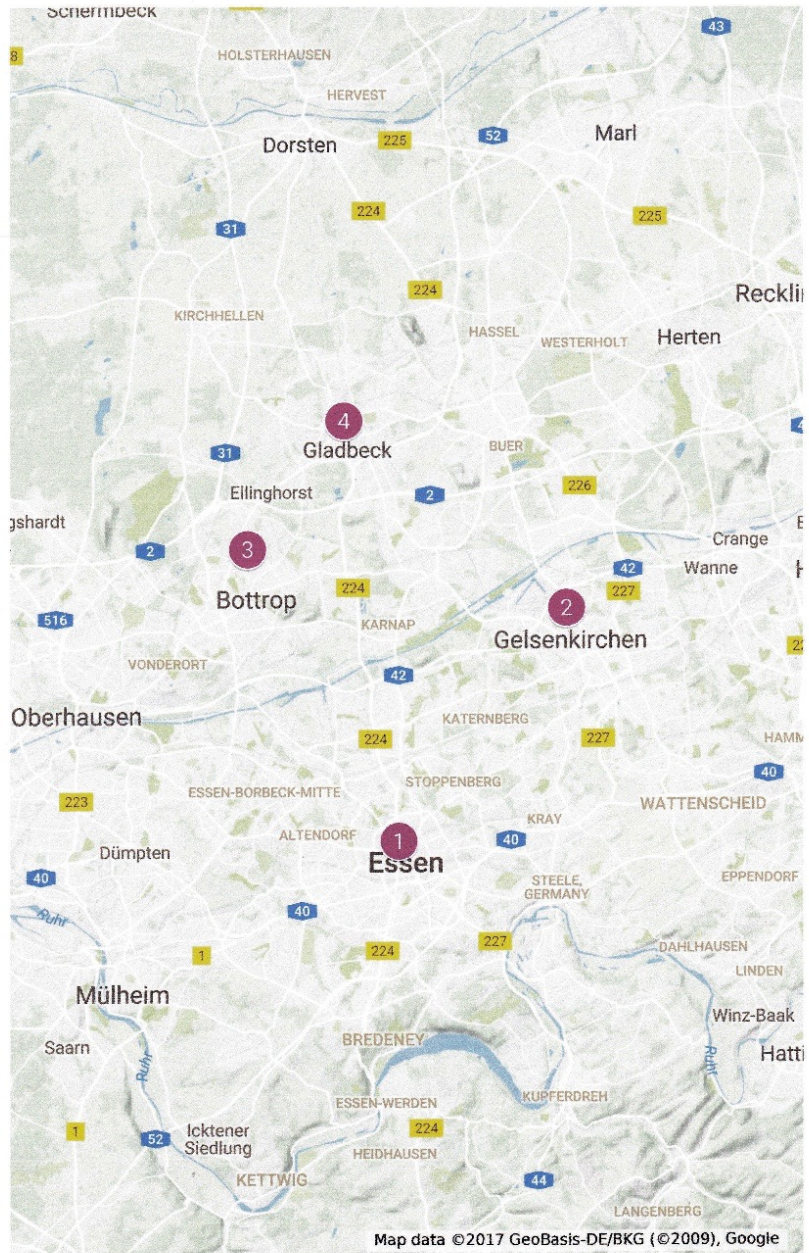 Schermbeck
43
8
HOLSTERHAUSEN
HERVEST
Dorsten
225
52
Marl
224
31
225
224
Reckli
KIRCHHELLEN
HASSEL
WESTERHOLT
Herten
4
Gladbeck
31
BUER
Ellinghorst
2
226
gshardt
3
2
Crange
Wanne
42
H
224
227
2
Bottrop
516
KARNAP
Gelsenkirchen
VONDERORT
42
Oberhausen
KATERNBERG
224
227
HAMM
40
ESSEN-BORBECK-MITTE
STOPPENBERG
223
WATTENSCHEID
KRAY
ALTENDORF
1
40
Dümpten
Essen
40
STEELE,
GERMANY
EPPENDORF
40
Ruhr
227
1
224
DAHLHAUSEN
LINDEN
Mülheim
Winz-Baak
Saarn
BREDENEY
Hatti
Ruhr
Ruhr
ESSEN-WERDEN
KUPFERDREH
1
52
Icktener
Siedlung
224
HEIDHAUSEN
KETTWIG
44
LANGENBERG
Map data ©2017 GeoBasis-DE/BKG (©2009), Google